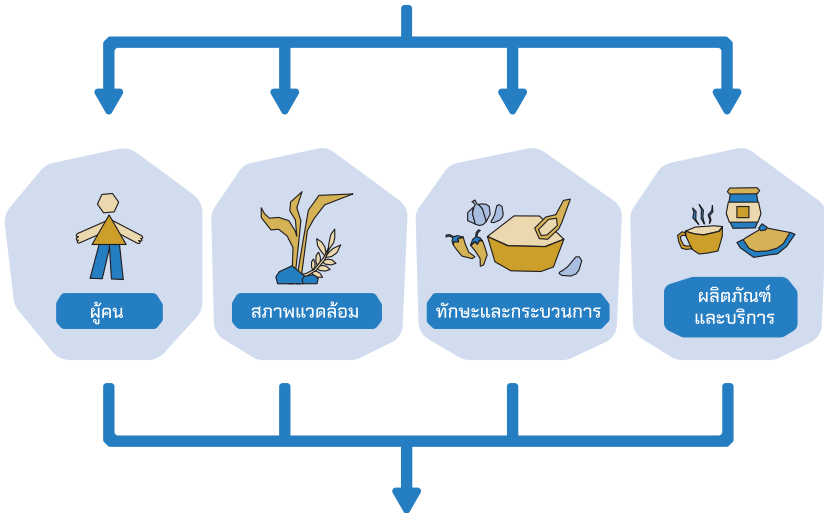 ผู้คน
สภาพแวดล้อม
ทักษะและกระบวนการ
ผลิตภัณฑ์
และบริการ